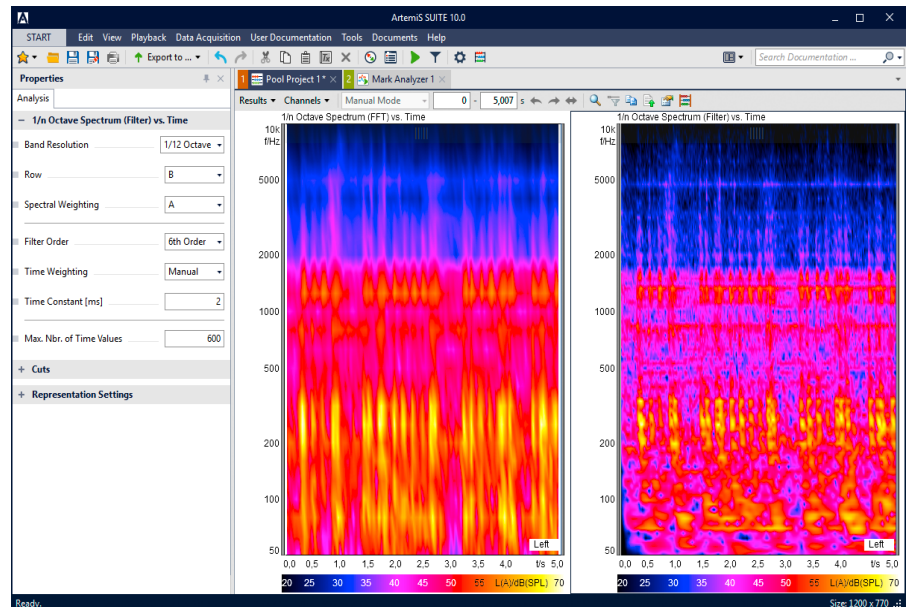 ArtemiS SUITE 10.0
START Edit View Playback Data Acquisition User Documentation Tools Documents Help
Export to ... Search Documentation ...
Properties
1 Pool Project 1* 2 Mark Analyzer 1
Analysis
Results Channels Manual Mode 0 - 5,007 s
1/n Octave Spectrum (Filter) vs. Time
Band Resolution 1/12 Octave
Row B
Spectral Weighting A
Filter Order 6th Order
Time Weighting Manual
Time Constant [ms] 2
Max. Nbr. of Time Values 600
Cuts
Representation Settings
1/n Octave Spectrum (FFT) vs. Time
10k
f/Hz
5000
2000
1000
500
200
100
50
Left
0,0 0,5 1,0 1,5 2,0 2,5 3,0 3,5 4,0 t/s 5,0
20 25 30 35 40 45 50 55 L(A)/dB(SPL) 70
1/n Octave Spectrum (Filter) vs. Time
10k
f/Hz
5000
2000
1000
500
200
100
50
Left
0,0 0,5 1,0 1,5 2,0 2,5 3,0 3,5 4,0 t/s 5,0
20 25 30 35 40 45 50 55 L(A)/dB(SPL) 70
Ready. Size: 1200 x 770